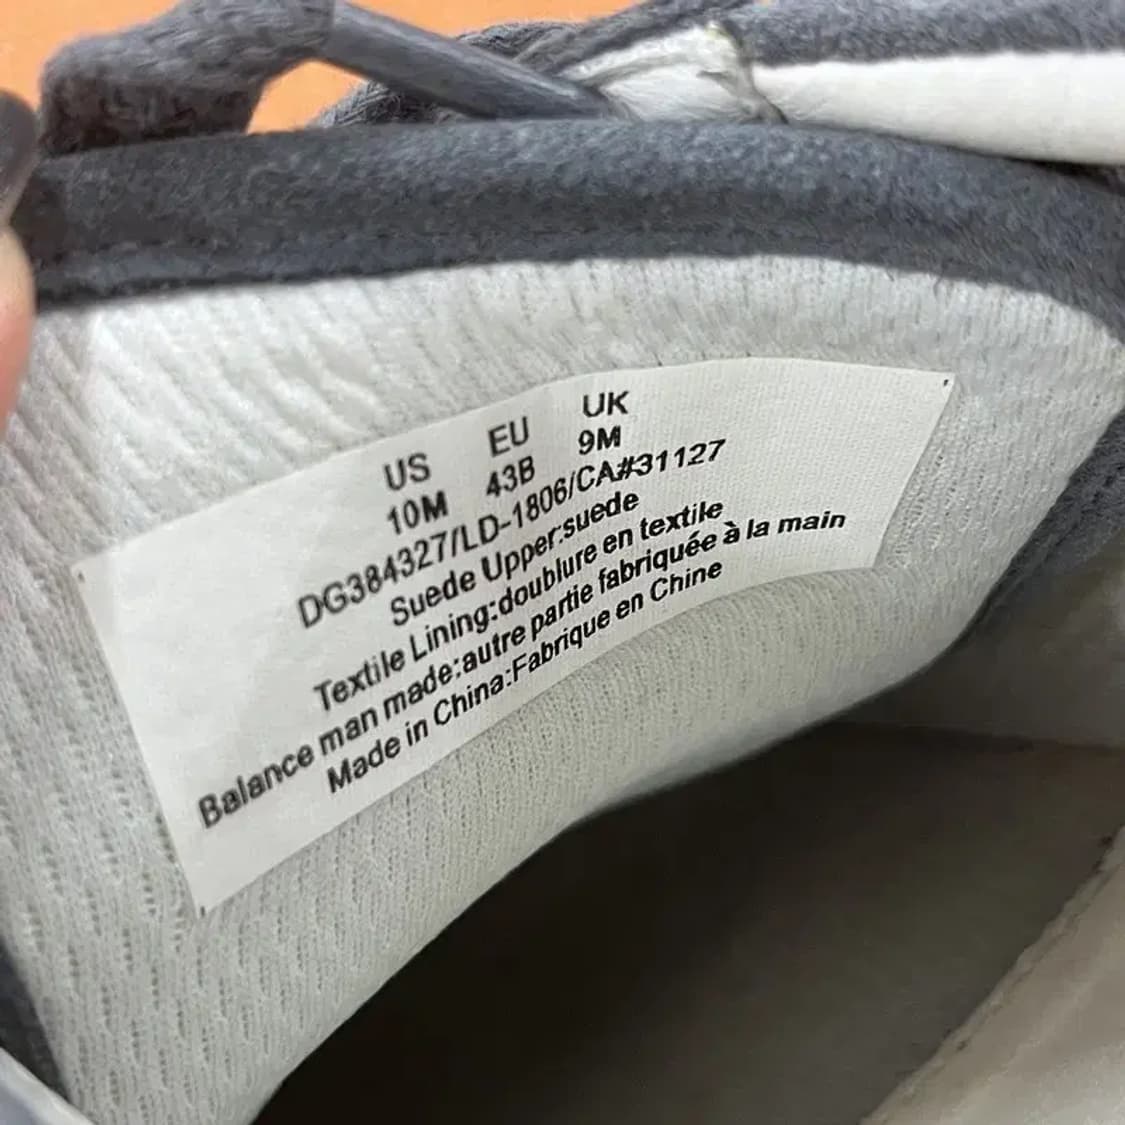 US EU UK
10M 43B 9M
DG384327/LD-1806/CA#31127
Suede Upper:suede
Textile Lining:doublure en textile
Balance man made:autre partie fabriquée à la main
Made in China:Fabrique en Chine